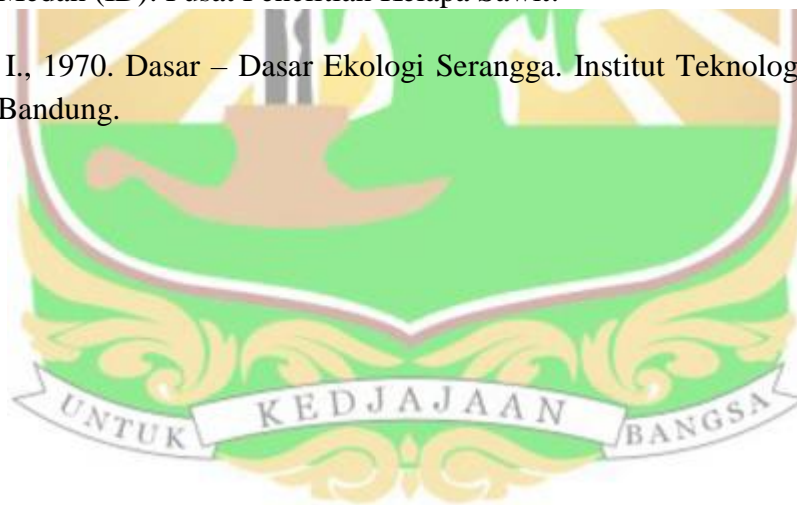 Medan (ID): Pusat Penelitian Kelapa Sawit.
I., 1970. Dasar – Dasar Ekologi Serangga. Institut Teknolog
Bandung.
UNTUK KEDJAJAAN BANGSA